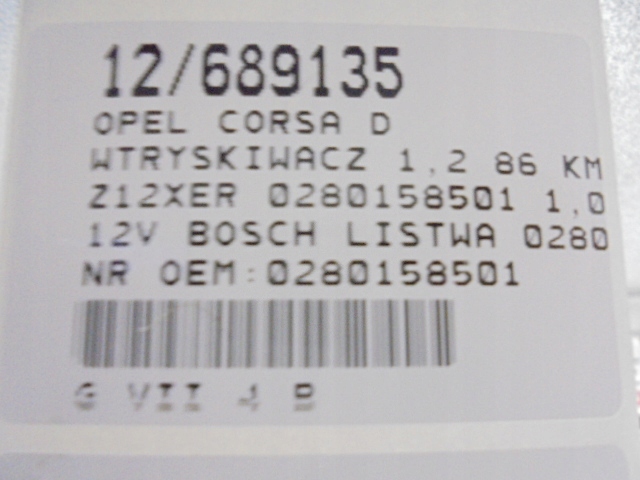 12/689135
OPEL CORSA D
WTRYSKIWACZ 1,2 86 KM
Z12XER 0280158501 1,0
12V BOSCH LISTWA 0280
NR OEM:0280158501
G VII 4 B